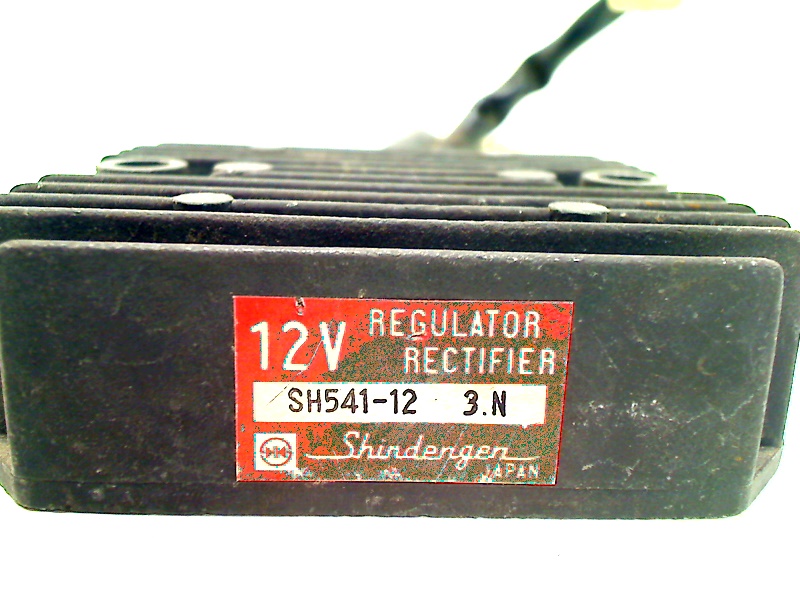 12V REGULATOR
RECTIFIER
SH541-12 3.N
Shindengen
JAPAN